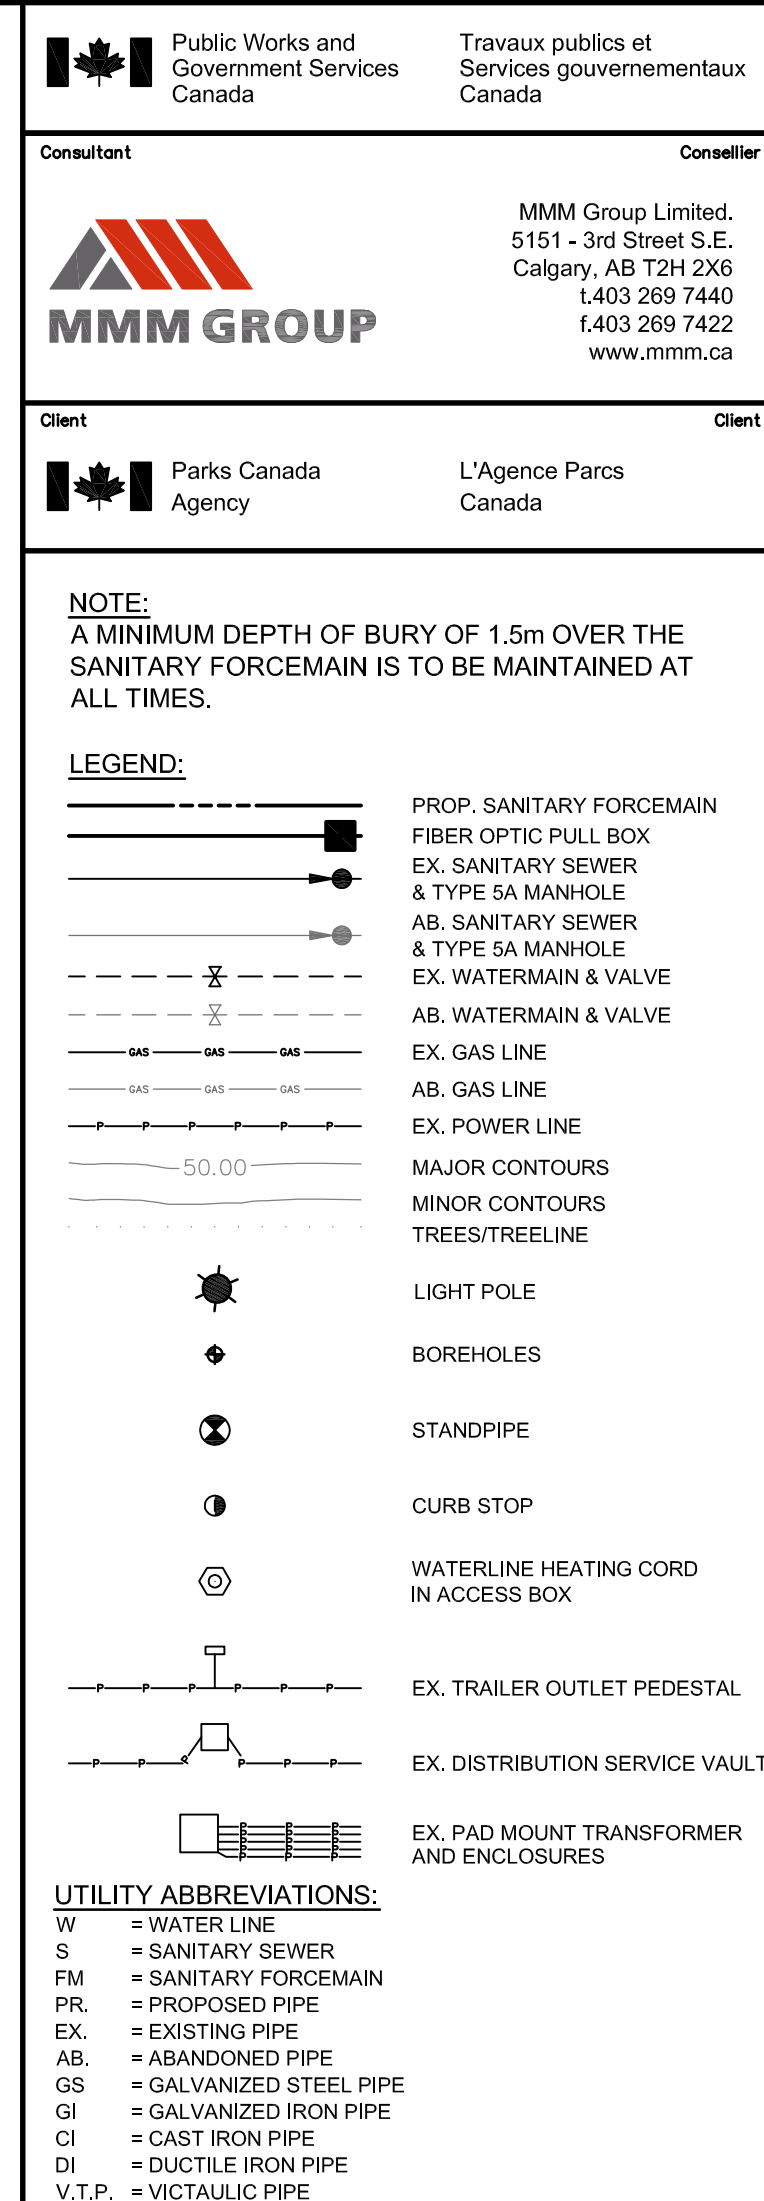 Public Works and
Government Services
Canada
Travaux publics et
Services gouvernementaux
Canada
Consultant
Consellier
MMM GROUP
MMM Group Limited.
5151 - 3rd Street S.E.
Calgary, AB T2H 2X6
t.403 269 7440
f.403 269 7422
www.mmm.ca
Client
Client
Parks Canada
Agency
L'Agence Parcs
Canada
NOTE:
A MINIMUM DEPTH OF BURY OF 1.5m OVER THE
SANITARY FORCEMAIN IS TO BE MAINTAINED AT
ALL TIMES.
LEGEND:
PROP. SANITARY FORCEMAIN
FIBER OPTIC PULL BOX
EX. SANITARY SEWER
& TYPE 5A MANHOLE
AB. SANITARY SEWER
& TYPE 5A MANHOLE
EX. WATERMAIN & VALVE
AB. WATERMAIN & VALVE
GAS GAS GAS EX. GAS LINE
GAS GAS GAS AB. GAS LINE
P P P P P P EX. POWER LINE
50.00 MAJOR CONTOURS
MINOR CONTOURS
TREES/TREELINE
LIGHT POLE
BOREHOLES
STANDPIPE
CURB STOP
WATERLINE HEATING CORD
IN ACCESS BOX
P P P P P P EX. TRAILER OUTLET PEDESTAL
P P P P P P EX. DISTRIBUTION SERVICE VAULT
P P P
P P P
P P P
P P P
P P P
EX. PAD MOUNT TRANSFORMER
AND ENCLOSURES
UTILITY ABBREVIATIONS:
W = WATER LINE
S = SANITARY SEWER
FM = SANITARY FORCEMAIN
PR. = PROPOSED PIPE
EX. = EXISTING PIPE
AB. = ABANDONED PIPE
GS = GALVANIZED STEEL PIPE
GI = GALVANIZED IRON PIPE
CI = CAST IRON PIPE
DI = DUCTILE IRON PIPE
V.T.P. = VICTAULIC PIPE